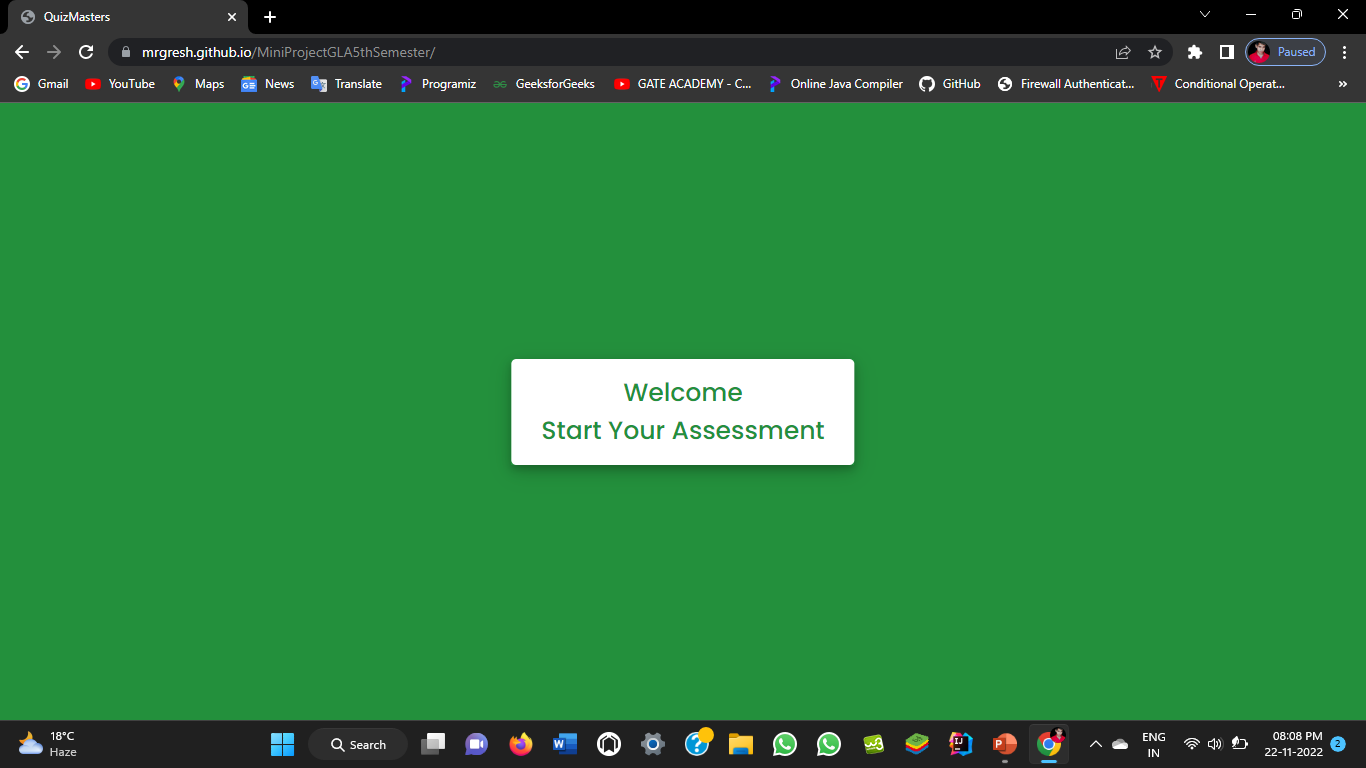 QuizMasters
mrgresh.github.io/MiniProjectGLA5thSemester/
Paused
Gmail YouTube Maps News Translate Programiz GeeksforGeeks GATE ACADEMY - C... Online Java Compiler GitHub Firewall Authenticat... Conditional Operat... »
Welcome
Start Your Assessment
18°C
Haze
Search
ENG
IN
08:08 PM
22-11-2022
2